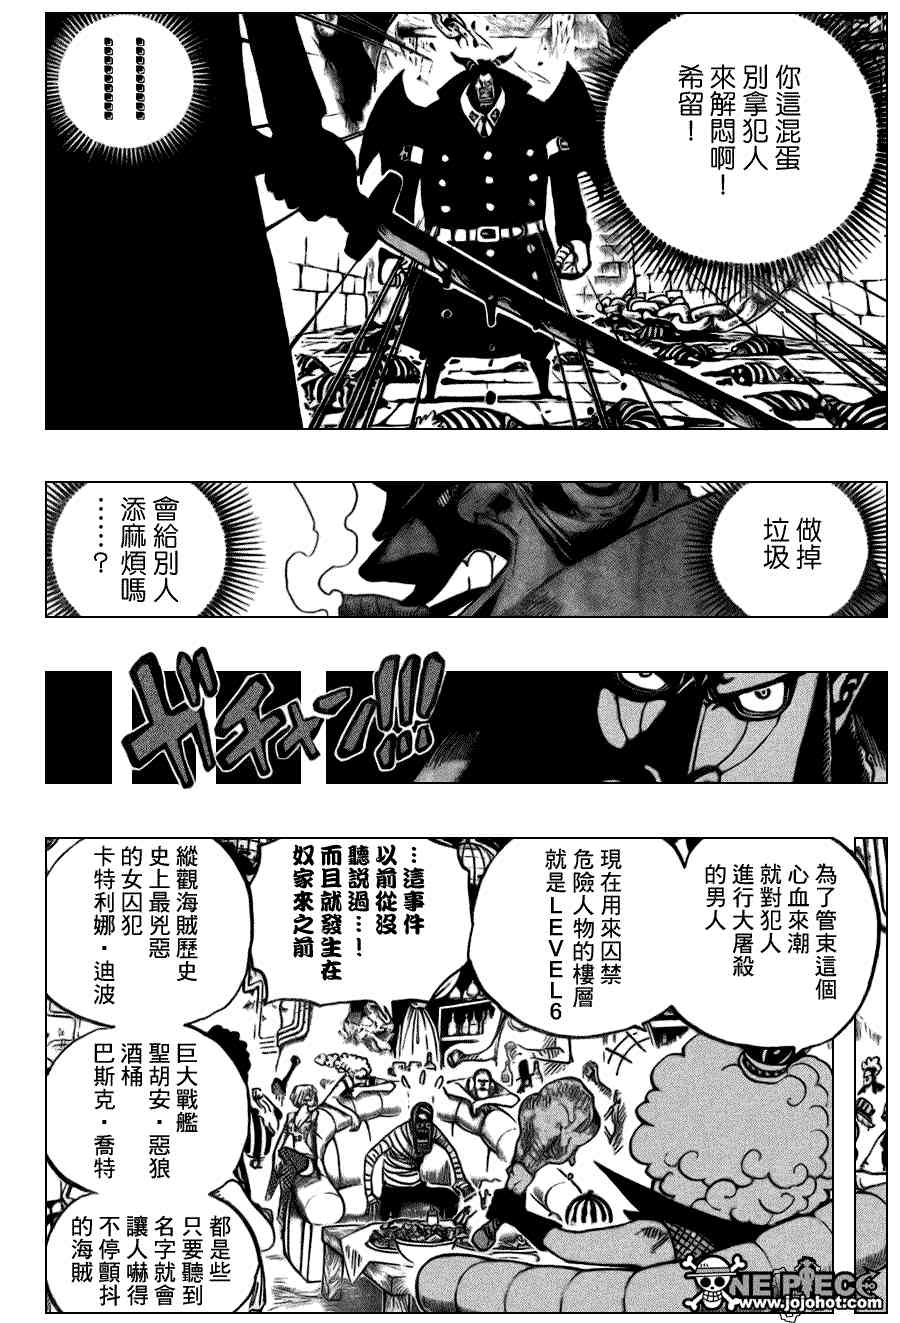 你這混蛋
別拿犯人
來解悶啊!
希留!
!!!!!!!!
!!!!!!!!
做掉
垃圾
會給別人
添麻煩嗎
……?
ガチャーン!!!
為了管束這個
心血來潮
就對犯人
進行大屠殺
的男人
現在用來囚禁
危險人物的樓層
就是LEVEL6
…這事件
以前從沒
聽説過…!
而且就發生在
奴家來之前
縱觀海賊歷史
史上最兇惡
的女囚犯
卡特利娜·迪波
巨大戰艦
聖胡安·惡狼
酒桶
巴斯克·喬特
都是些
只要聽到
名字就會
讓人嚇得
不停顫抖
的海賊
ONE PIECE
www.jojohot.com